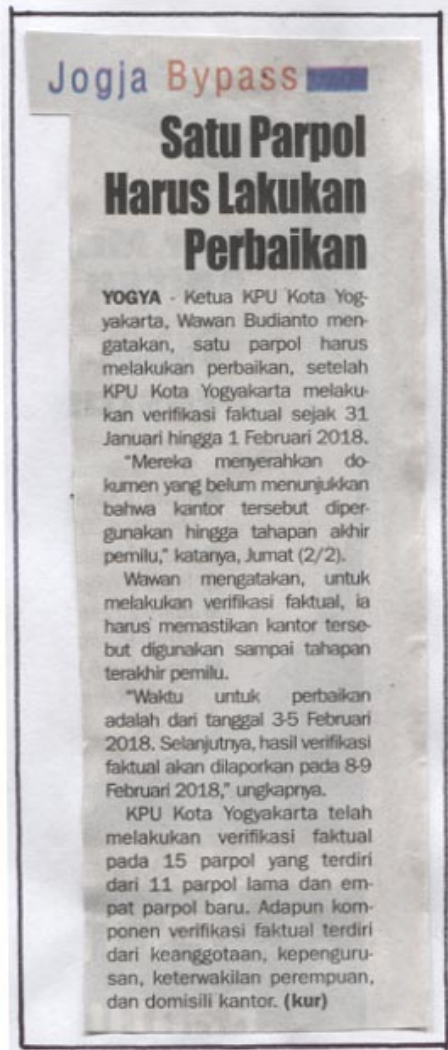 Jogja Bypass
Satu Parpol
Harus Lakukan
Perbaikan
YOGYA - Ketua KPU Kota Yog-
yakarta, Wawan Budianto men-
gatakan, satu parpol harus
melakukan perbaikan, setelah
KPU Kota Yogyakarta melaku-
kan verifikasi faktual sejak 31
Januari hingga 1 Februari 2018.
"Mereka menyerahkan do-
kumen yang belum menunjukkan
bahwa kantor tersebut diper-
gunakan hingga tahapan akhir
pemilu," katanya, Jumat (2/2).
Wawan mengatakan, untuk
melakukan verifikasi faktual, ia
harus memastikan kantor terse-
but digunakan sampai tahapan
terakhir pemilu.
"Waktu untuk perbaikan
adalah dari tanggal 3-5 Februari
2018. Selanjutnya, hasil verifikasi
faktual akan dilaporkan pada 8-9
Februari 2018," ungkapnya.
KPU Kota Yogyakarta telah
melakukan verifikasi faktual
pada 15 parpol yang terdiri
dari 11 parpol lama dan em-
pat parpol baru. Adapun kom-
ponen verifikasi faktual terdiri
dari keanggotaan, kepenguru-
san, keterwakilan perempuan,
dan domisili kantor. (kur)